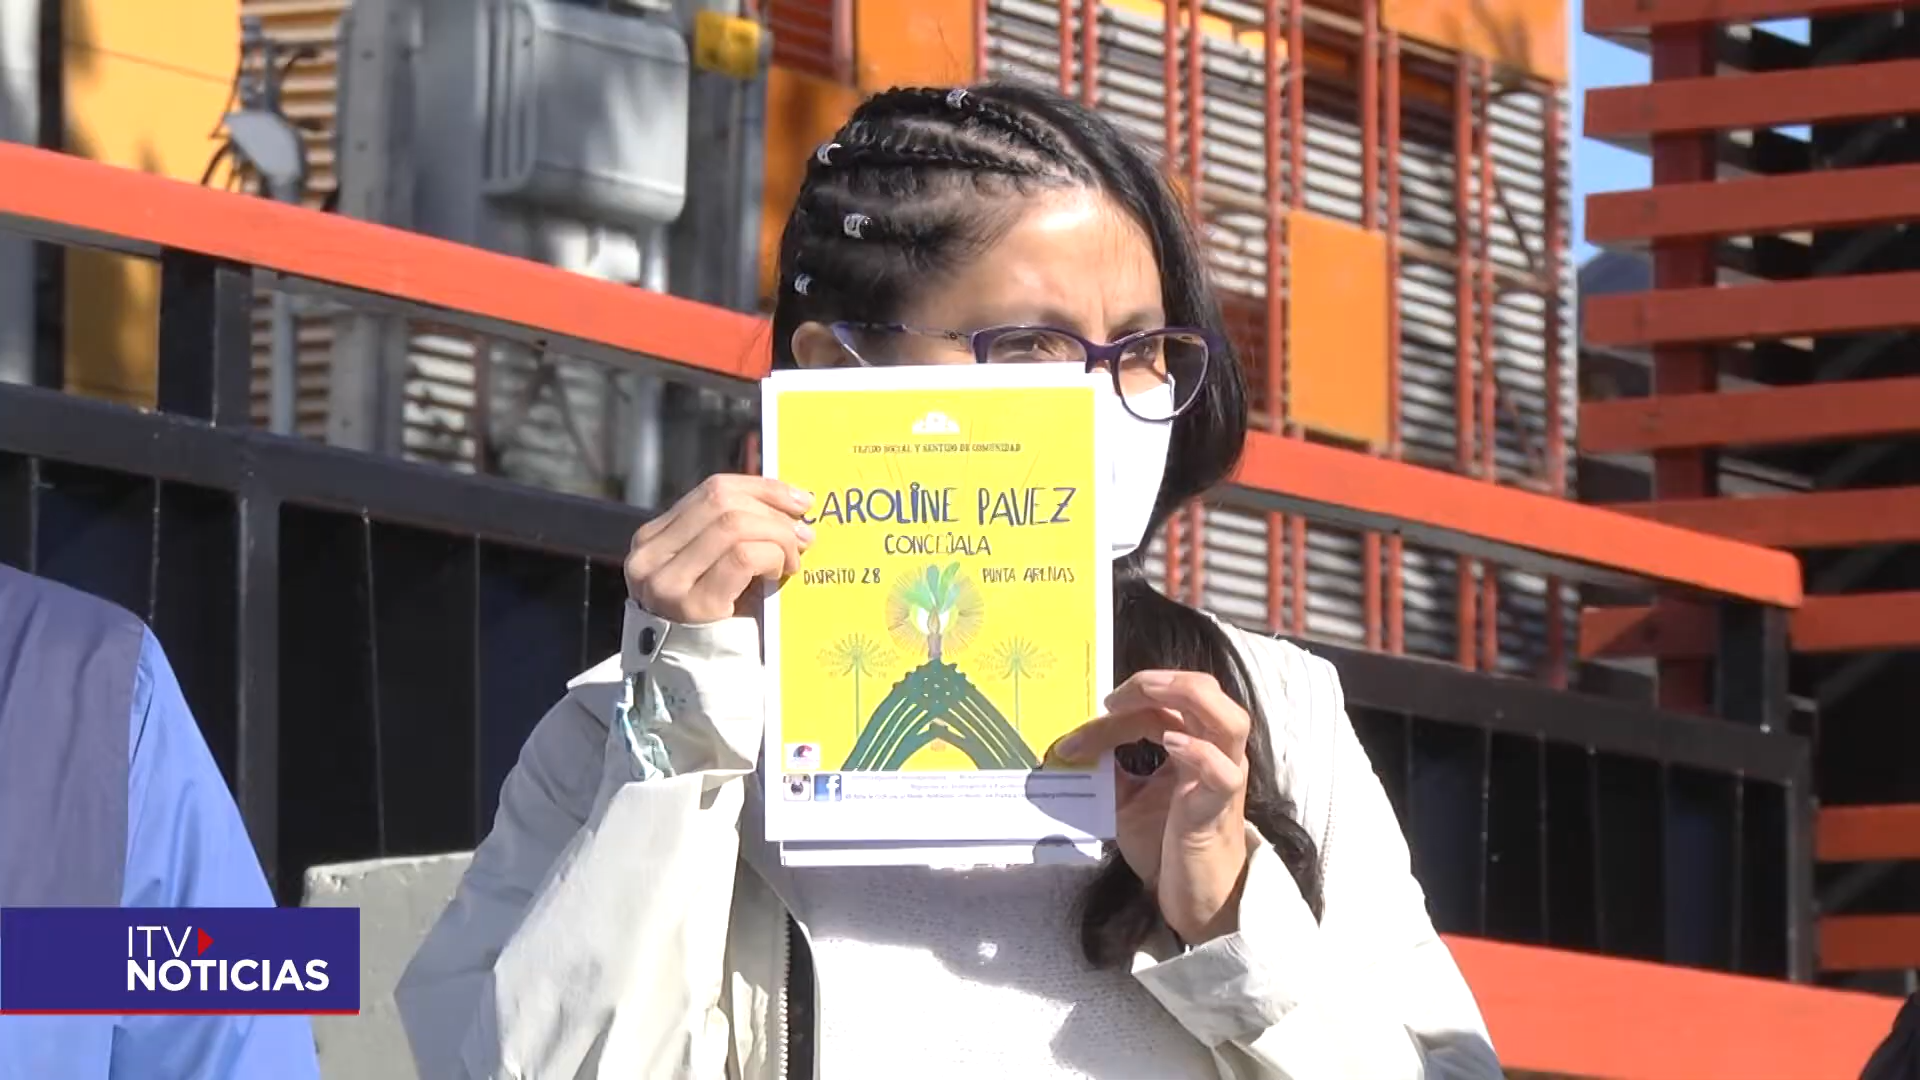 TEJIDO SOCIAL Y SENTIDO DE COMUNIDAD
CAROLINE PAVEZ
CONCEJALA
DISTRITO 28 PUNTA ARENAS
ITV
NOTICIAS